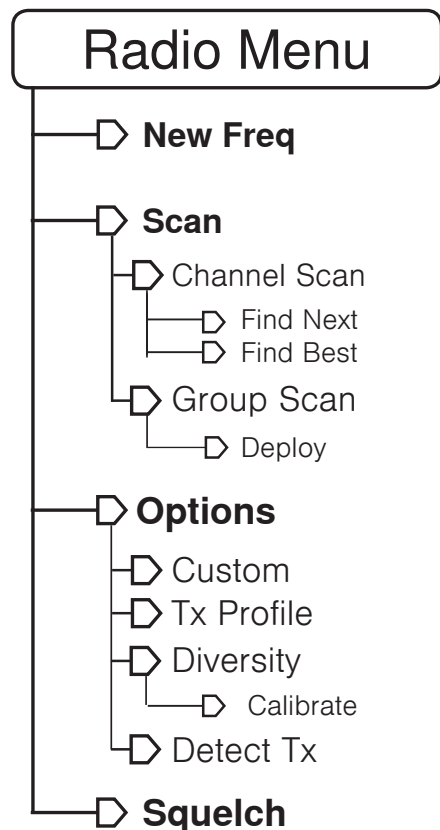 Radio Menu
New Freq
Scan
Channel Scan
Find Next
Find Best
Group Scan
Deploy
Options
Custom
Tx Profile
Diversity
Calibrate
Detect Tx
Squelch